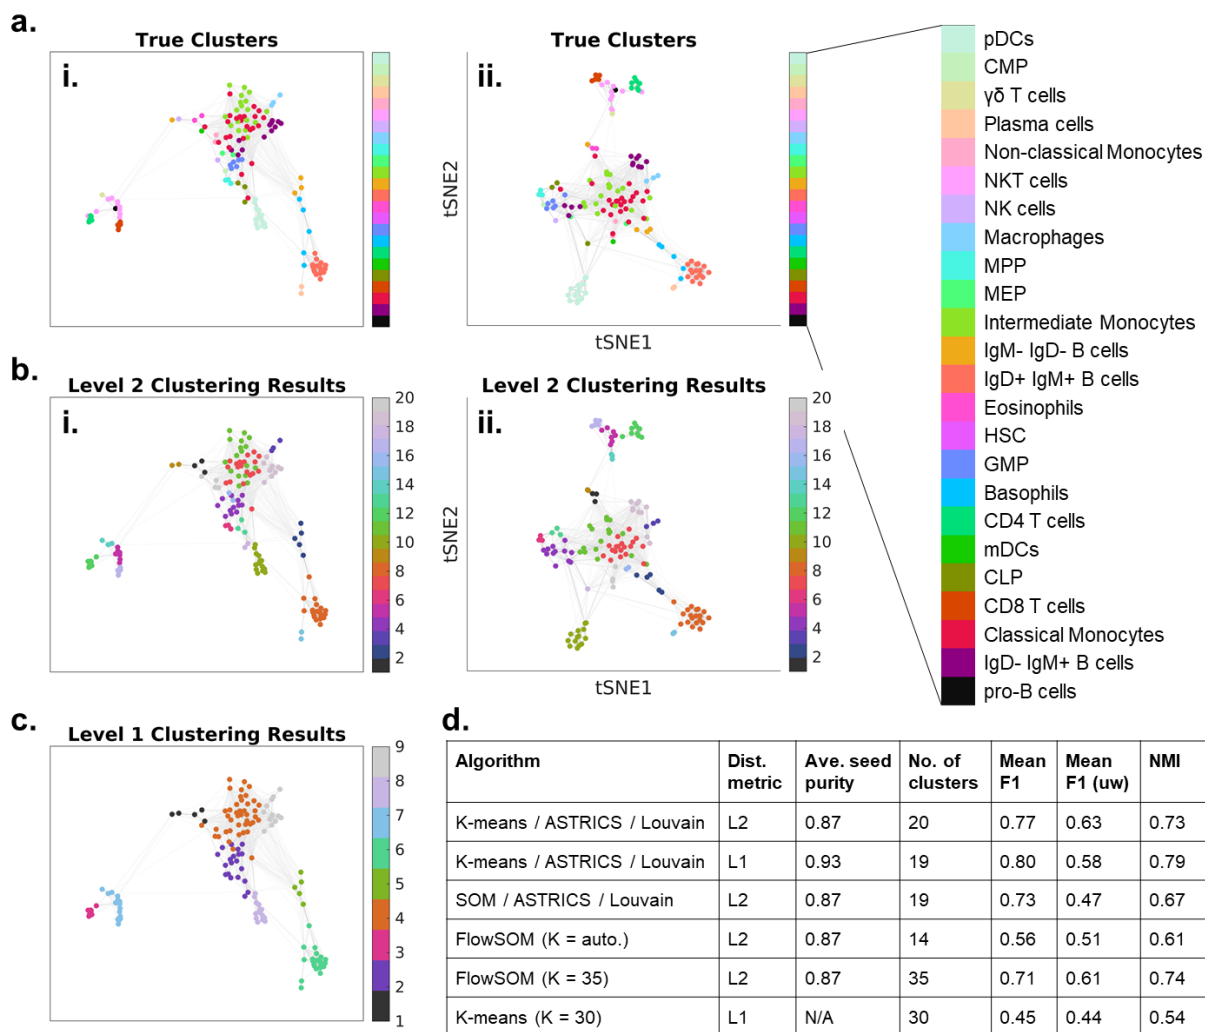 a.
True Clusters
i.
True Clusters
ii.
tSNE2
tSNE1
pDCs
CMP
γδ T cells
Plasma cells
Non-classical Monocytes
NKT cells
NK cells
Macrophages
MPP
MEP
Intermediate Monocytes
IgM- IgD- B cells
IgD+ IgM+ B cells
Eosinophils
HSC
GMP
Basophils
CD4 T cells
mDCs
CLP
CD8 T cells
Classical Monocytes
IgD- IgM+ B cells
pro-B cells
b.
Level 2 Clustering Results
i.
20
18
16
14
12
10
8
6
4
2
Level 2 Clustering Results
ii.
tSNE2
tSNE1
20
18
16
14
12
10
8
6
4
2
c.
Level 1 Clustering Results
9
8
7
6
5
4
3
2
1
d.
Algorithm Dist. metric Ave. seed purity No. of clusters Mean F1 Mean F1 (uw) NMI
K-means / ASTRICS / Louvain L2 0.87 20 0.77 0.63 0.73
K-means / ASTRICS / Louvain L1 0.93 19 0.80 0.58 0.79
SOM / ASTRICS / Louvain L2 0.87 19 0.73 0.47 0.67
FlowSOM (K = auto.) L2 0.87 14 0.56 0.51 0.61
FlowSOM (K = 35) L2 0.87 35 0.71 0.61 0.74
K-means (K = 30) L1 N/A 30 0.45 0.44 0.54